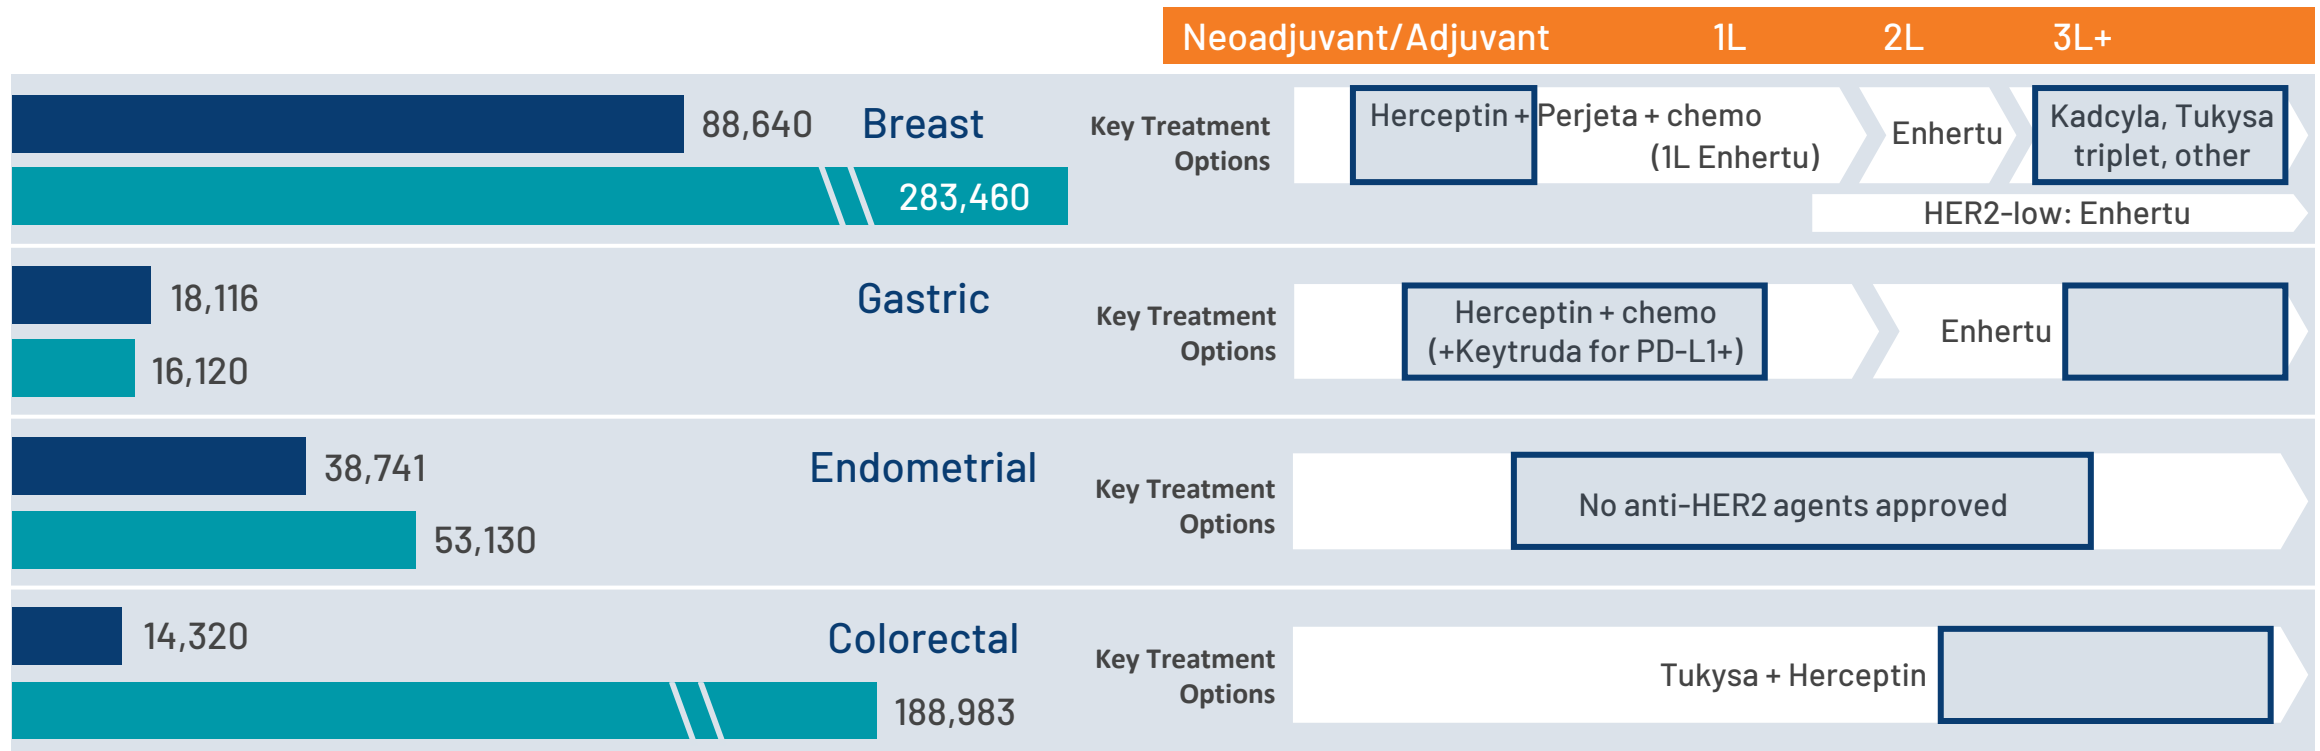 Neoadjuvant/Adjuvant 1L 2L 3L+
88,640
Breast
283,460
Key Treatment
Options
Herceptin + Perjeta + chemo
(1L Enhertu)
Enhertu
Kadcyla, Tukysa
triplet, other
HER2-low: Enhertu
18,116
Gastric
16,120
Key Treatment
Options
Herceptin + chemo
(+Keytruda for PD-L1+)
Enhertu
38,741
Endometrial
53,130
Key Treatment
Options
No anti-HER2 agents approved
14,320
Colorectal
188,983
Key Treatment
Options
Tukysa + Herceptin